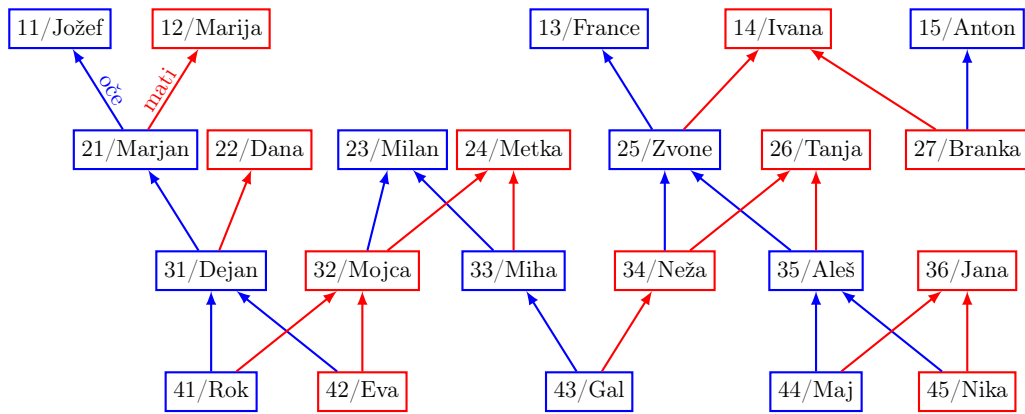 11/Jožef
12/Marija
13/France
14/Ivana
15/Anton
oče
mati
21/Marjan
22/Dana
23/Milan
24/Metka
25/Zvone
26/Tanja
27/Branka
31/Dejan
32/Mojca
33/Miha
34/Neža
35/Aleš
36/Jana
41/Rok
42/Eva
43/Gal
44/Maj
45/Nika